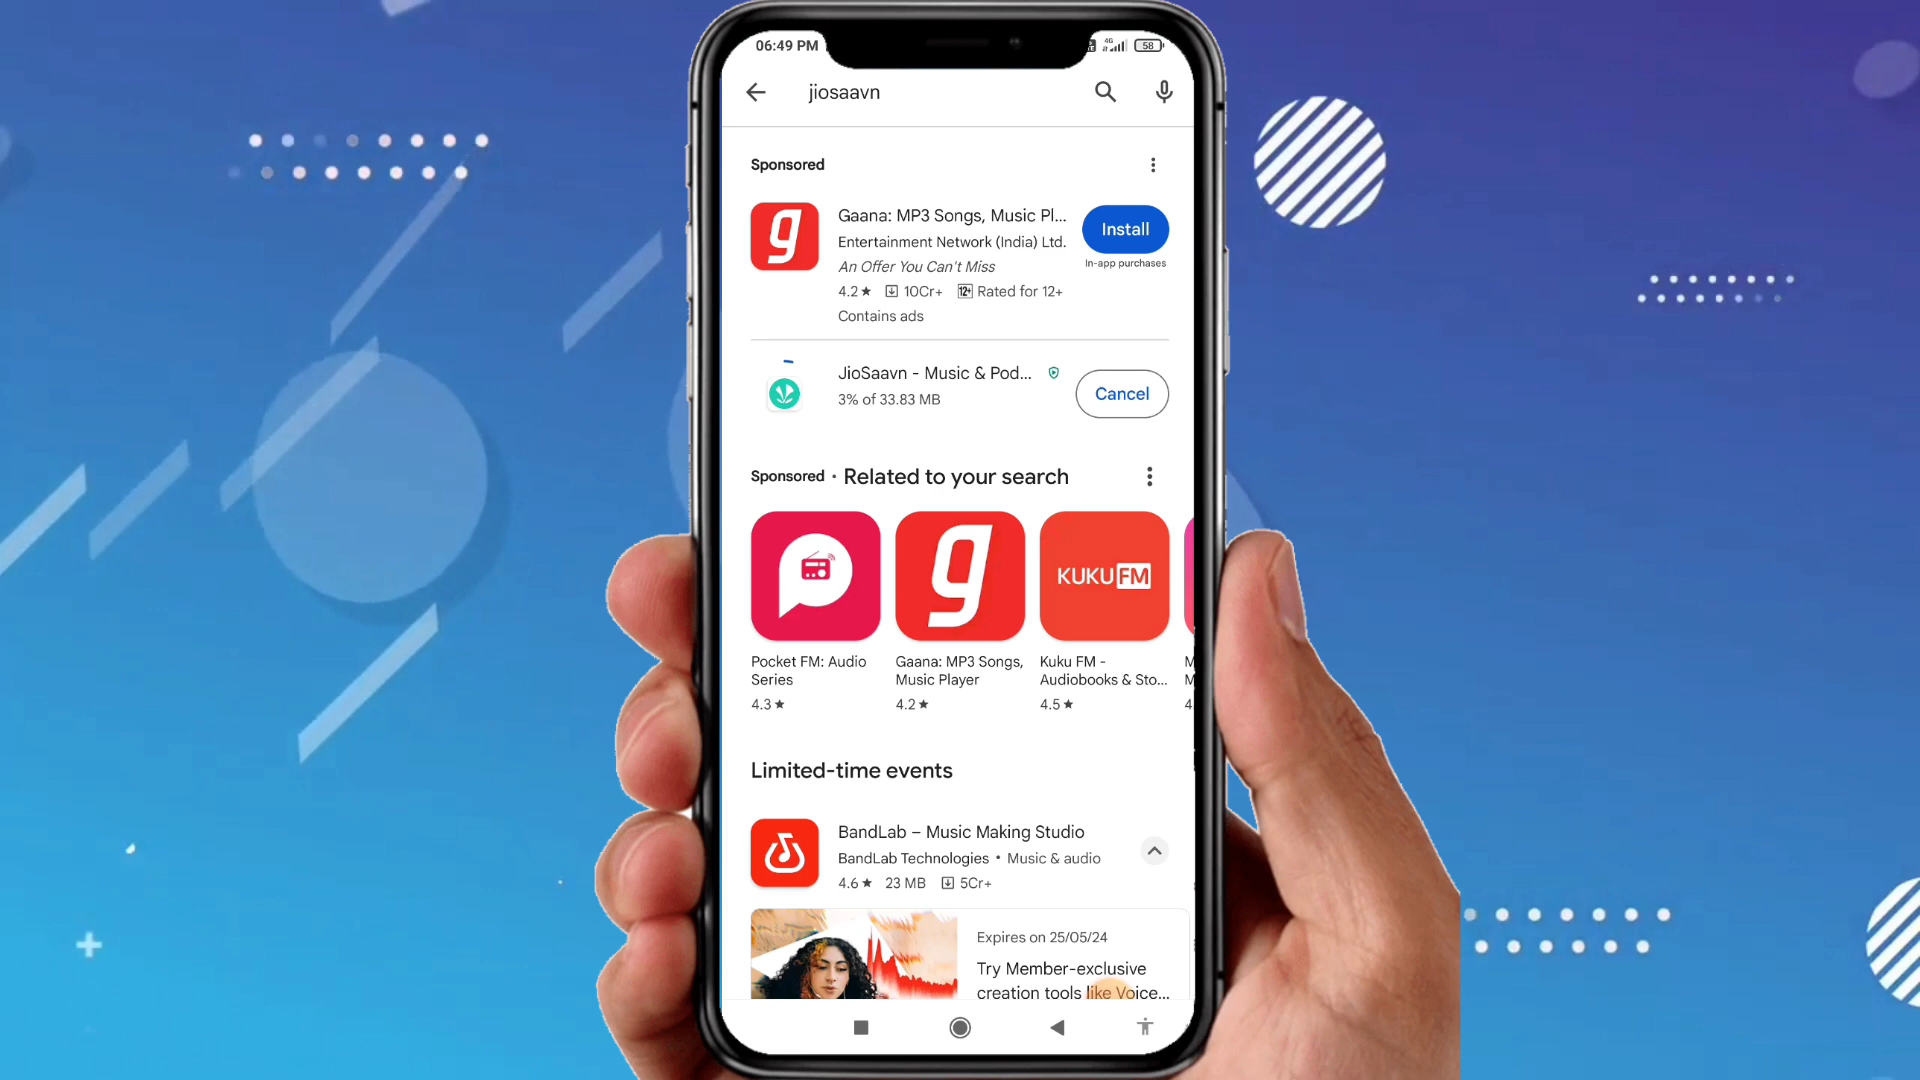 06:49 PM
4G
58
jiosaavn
Sponsored
g
Gaana: MP3 Songs, Music Pl...
Install
Entertainment Network (India) Ltd.
In-app purchases
An Offer You Can't Miss
4.2★ 10Cr+ 12+ Rated for 12+
Contains ads
JioSaavn - Music & Pod...
3% of 33.83 MB
Cancel
Sponsored · Related to your search
g
KUKU FM
Pocket FM: Audio Series
4.3★
Gaana: MP3 Songs, Music Player
4.2★
Kuku FM - Audiobooks & Sto...
4.5★
M
M
4
Limited-time events
BandLab – Music Making Studio
BandLab Technologies • Music & audio
4.6★ 23 MB 5Cr+
Expires on 25/05/24
Try Member-exclusive
creation tools like Voice...